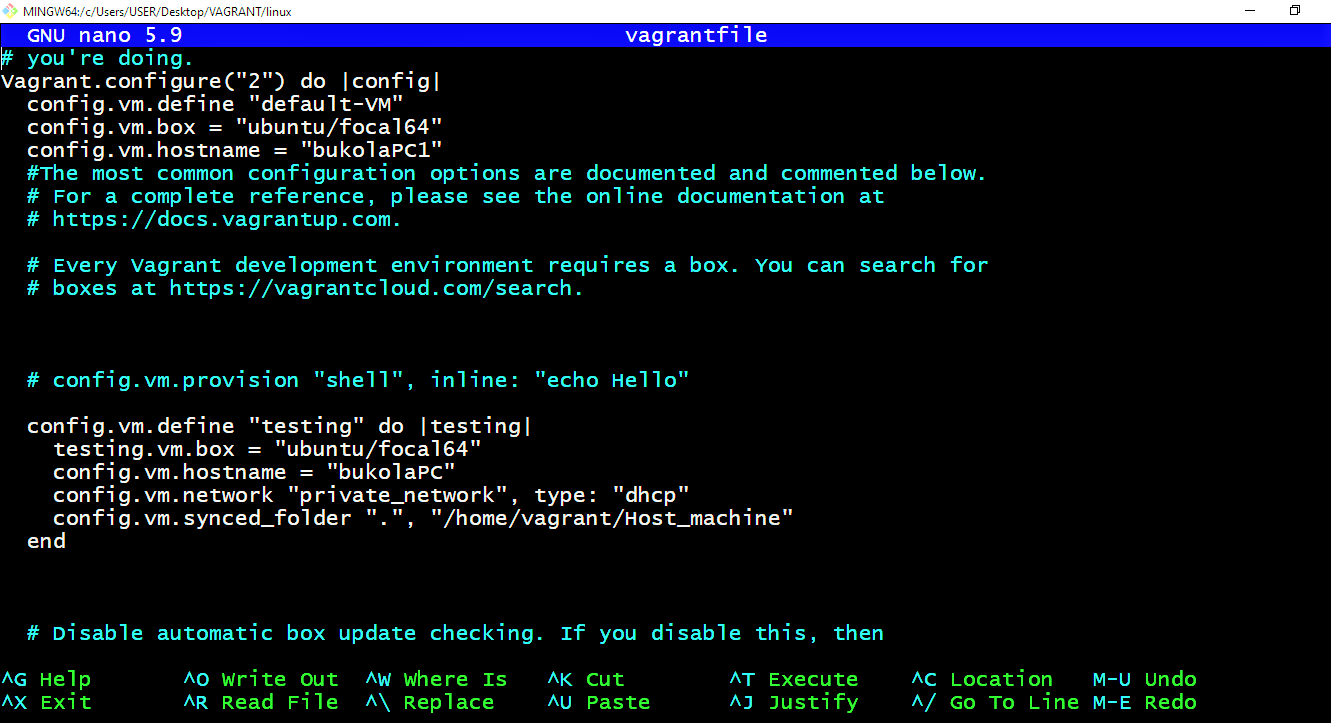 MINGW64:/c/Users/USER/Desktop/VAGRANT/linux
GNU nano 5.9 vagrantfile
# you're doing.
Vagrant.configure("2") do |config|
  config.vm.define "default-VM"
  config.vm.box = "ubuntu/focal64"
  config.vm.hostname = "bukolaPC1"
  #The most common configuration options are documented and commented below.
  # For a complete reference, please see the online documentation at
  # https://docs.vagrantup.com.
  # Every Vagrant development environment requires a box. You can search for
  # boxes at https://vagrantcloud.com/search.
  # config.vm.provision "shell", inline: "echo Hello"
  config.vm.define "testing" do |testing|
    testing.vm.box = "ubuntu/focal64"
    config.vm.hostname = "bukolaPC"
    config.vm.network "private_network", type: "dhcp"
    config.vm.synced_folder ".", "/home/vagrant/Host_machine"
  end
  # Disable automatic box update checking. If you disable this, then
^G Help ^O Write Out ^W Where Is ^K Cut ^T Execute ^C Location M-U Undo
^X Exit ^R Read File ^\ Replace ^U Paste ^J Justify ^/ Go To Line M-E Redo